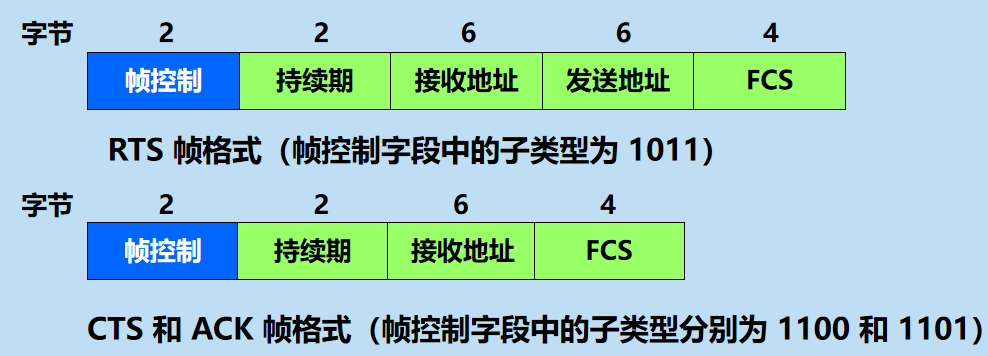 字节 2 2 6 6 4
帧控制 持续期 接收地址 发送地址 FCS
RTS 帧格式（帧控制字段中的子类型为 1011）
字节 2 2 6 4
帧控制 持续期 接收地址 FCS
CTS 和 ACK 帧格式（帧控制字段中的子类型分别为 1100 和 1101）